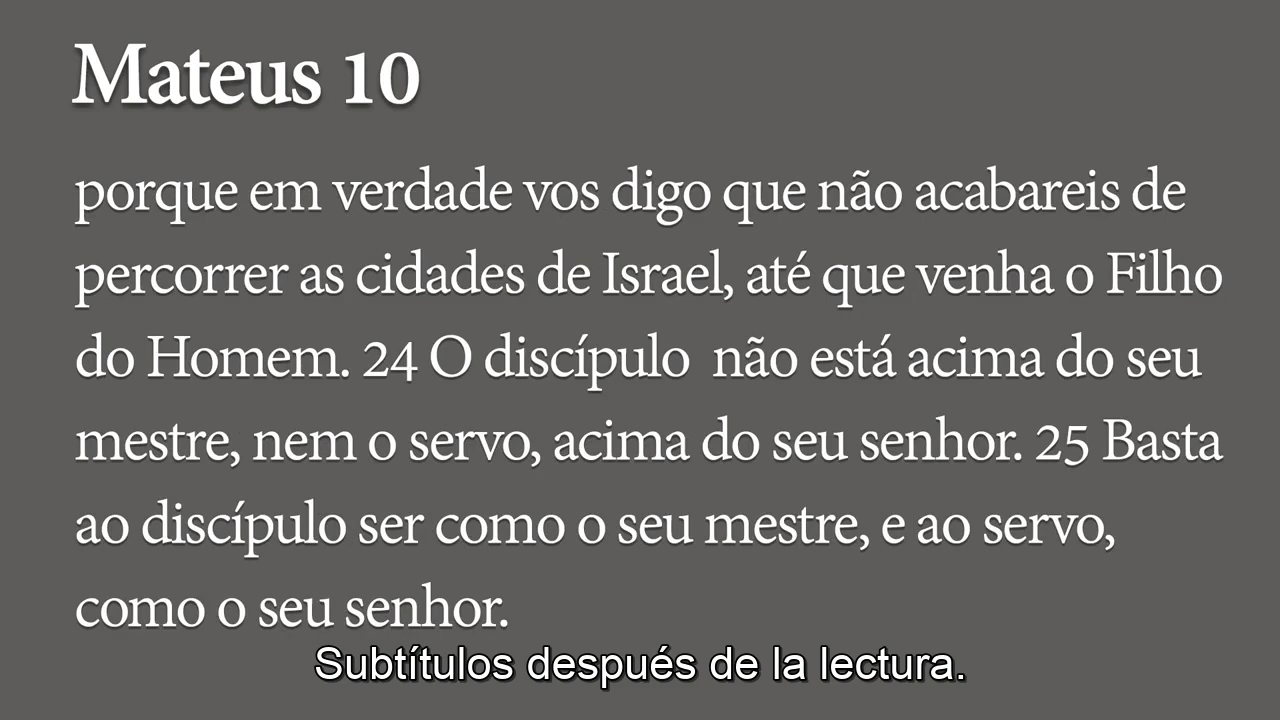 Mateus 10
porque em verdade vos digo que não acabareis de
percorrer as cidades de Israel, até que venha o Filho
do Homem. 24 O discípulo  não está acima do seu
mestre, nem o servo, acima do seu senhor. 25 Basta
ao discípulo ser como o seu mestre, e ao servo,
como o seu senhor.
Subtítulos después de la lectura.